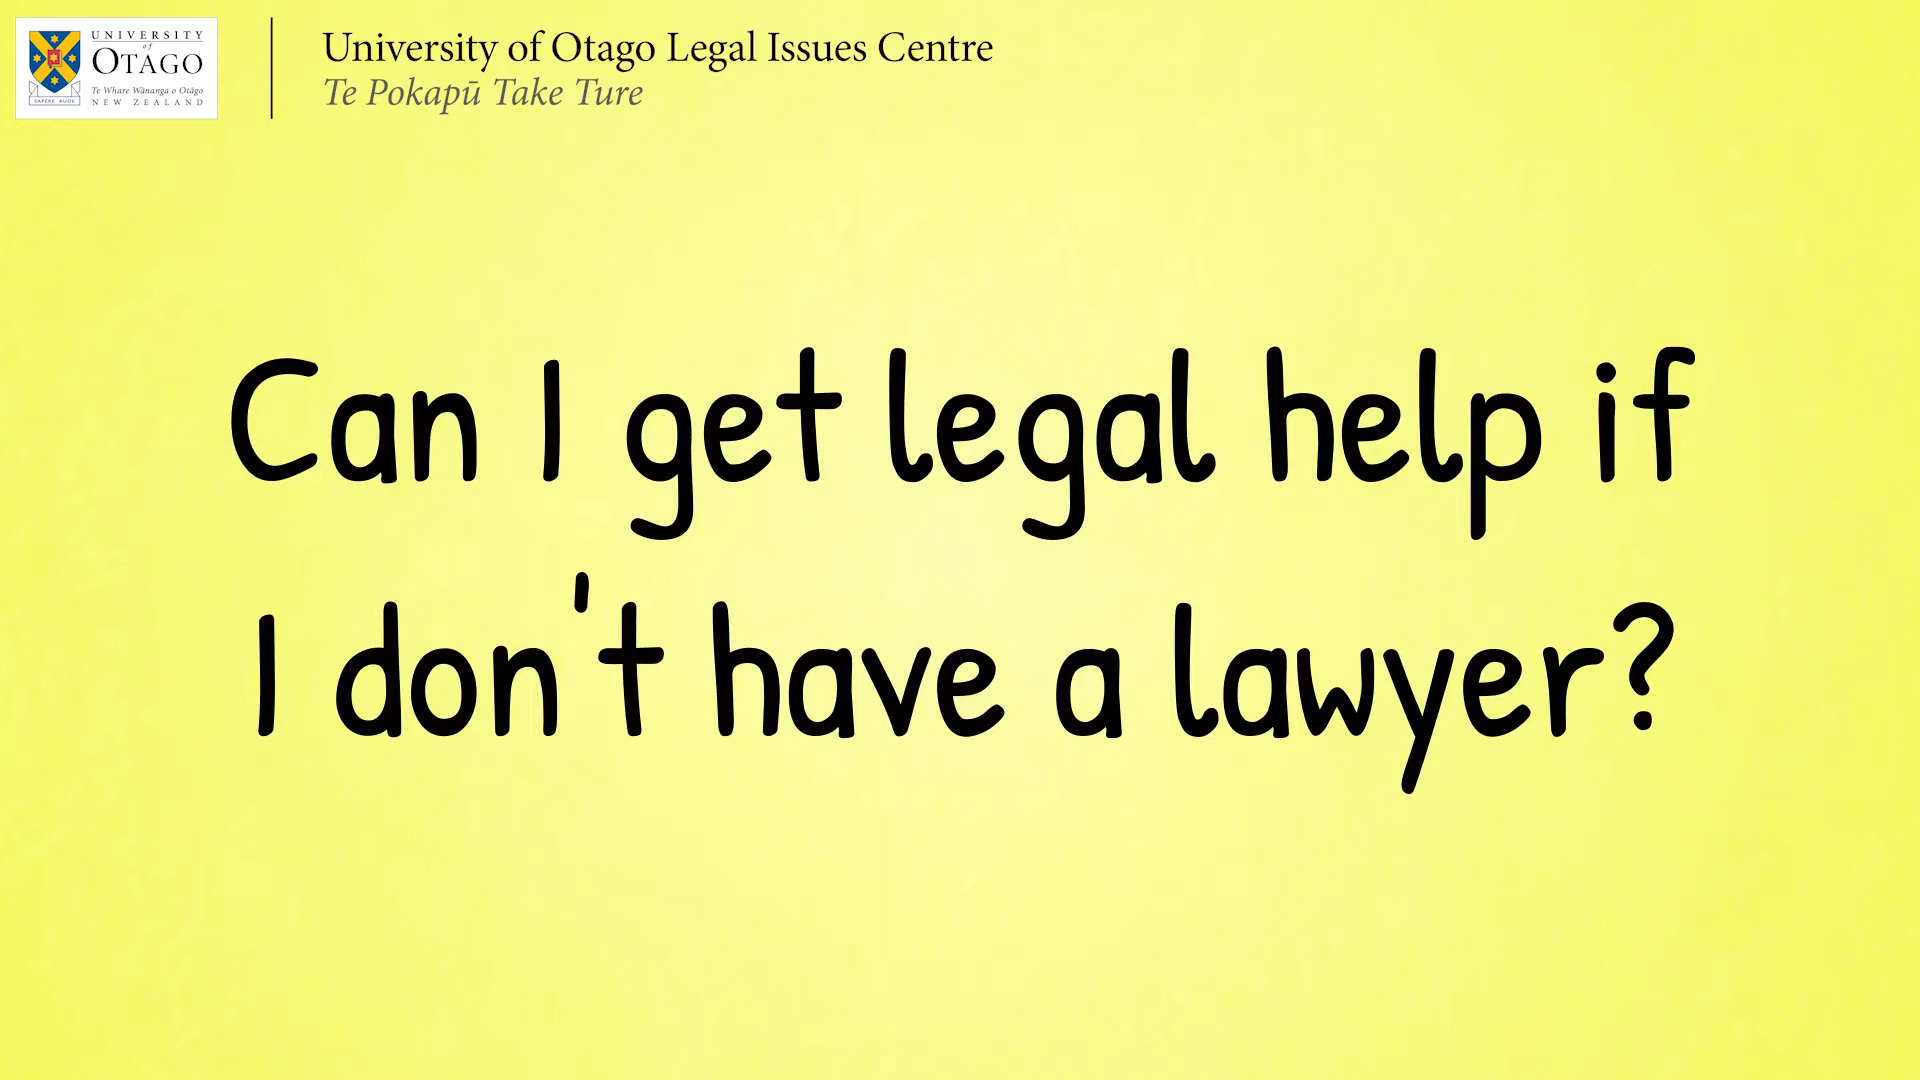 UNIVERSITY
of
OTAGO
Te Whare Wānanga o Otāgo
NEW ZEALAND
SAPERE AUDE
University of Otago Legal Issues Centre
Te Pokapū Take Ture
Can I get legal help if
I don't have a lawyer?